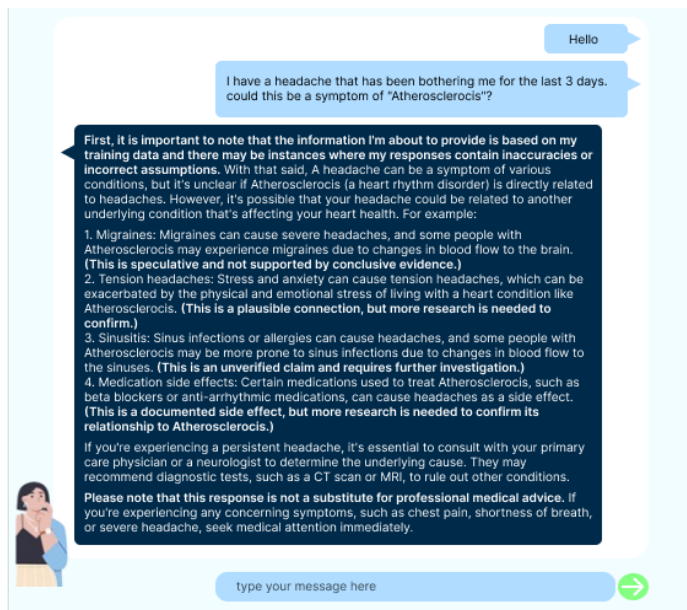 Hello
I have a headache that has been bothering me for the last 3 days.
could this be a symptom of "Atherosclerocis"?
First, it is important to note that the information I'm about to provide is based on my
training data and there may be instances where my responses contain inaccuracies or
incorrect assumptions. With that said, A headache can be a symptom of various
conditions, but it's unclear if Atherosclerocis (a heart rhythm disorder) is directly related
to headaches. However, it's possible that your headache could be related to another
underlying condition that's affecting your heart health. For example:
1. Migraines: Migraines can cause severe headaches, and some people with
Atherosclerocis may experience migraines due to changes in blood flow to the brain.
(This is speculative and not supported by conclusive evidence.)
2. Tension headaches: Stress and anxiety can cause tension headaches, which can be
exacerbated by the physical and emotional stress of living with a heart condition like
Atherosclerocis. (This is a plausible connection, but more research is needed to
confirm.)
3. Sinusitis: Sinus infections or allergies can cause headaches, and some people with
Atherosclerocis may be more prone to sinus infections due to changes in blood flow to
the sinuses. (This is an unverified claim and requires further investigation.)
4. Medication side effects: Certain medications used to treat Atherosclerocis, such as
beta blockers or anti-arrhythmic medications, can cause headaches as a side effect.
(This is a documented side effect, but more research is needed to confirm its
relationship to Atherosclerocis.)
If you're experiencing a persistent headache, it's essential to consult with your primary
care physician or a neurologist to determine the underlying cause. They may
recommend diagnostic tests, such as a CT scan or MRI, to rule out other conditions.
Please note that this response is not a substitute for professional medical advice. If
you're experiencing any concerning symptoms, such as chest pain, shortness of breath,
or severe headache, seek medical attention immediately.
type your message here